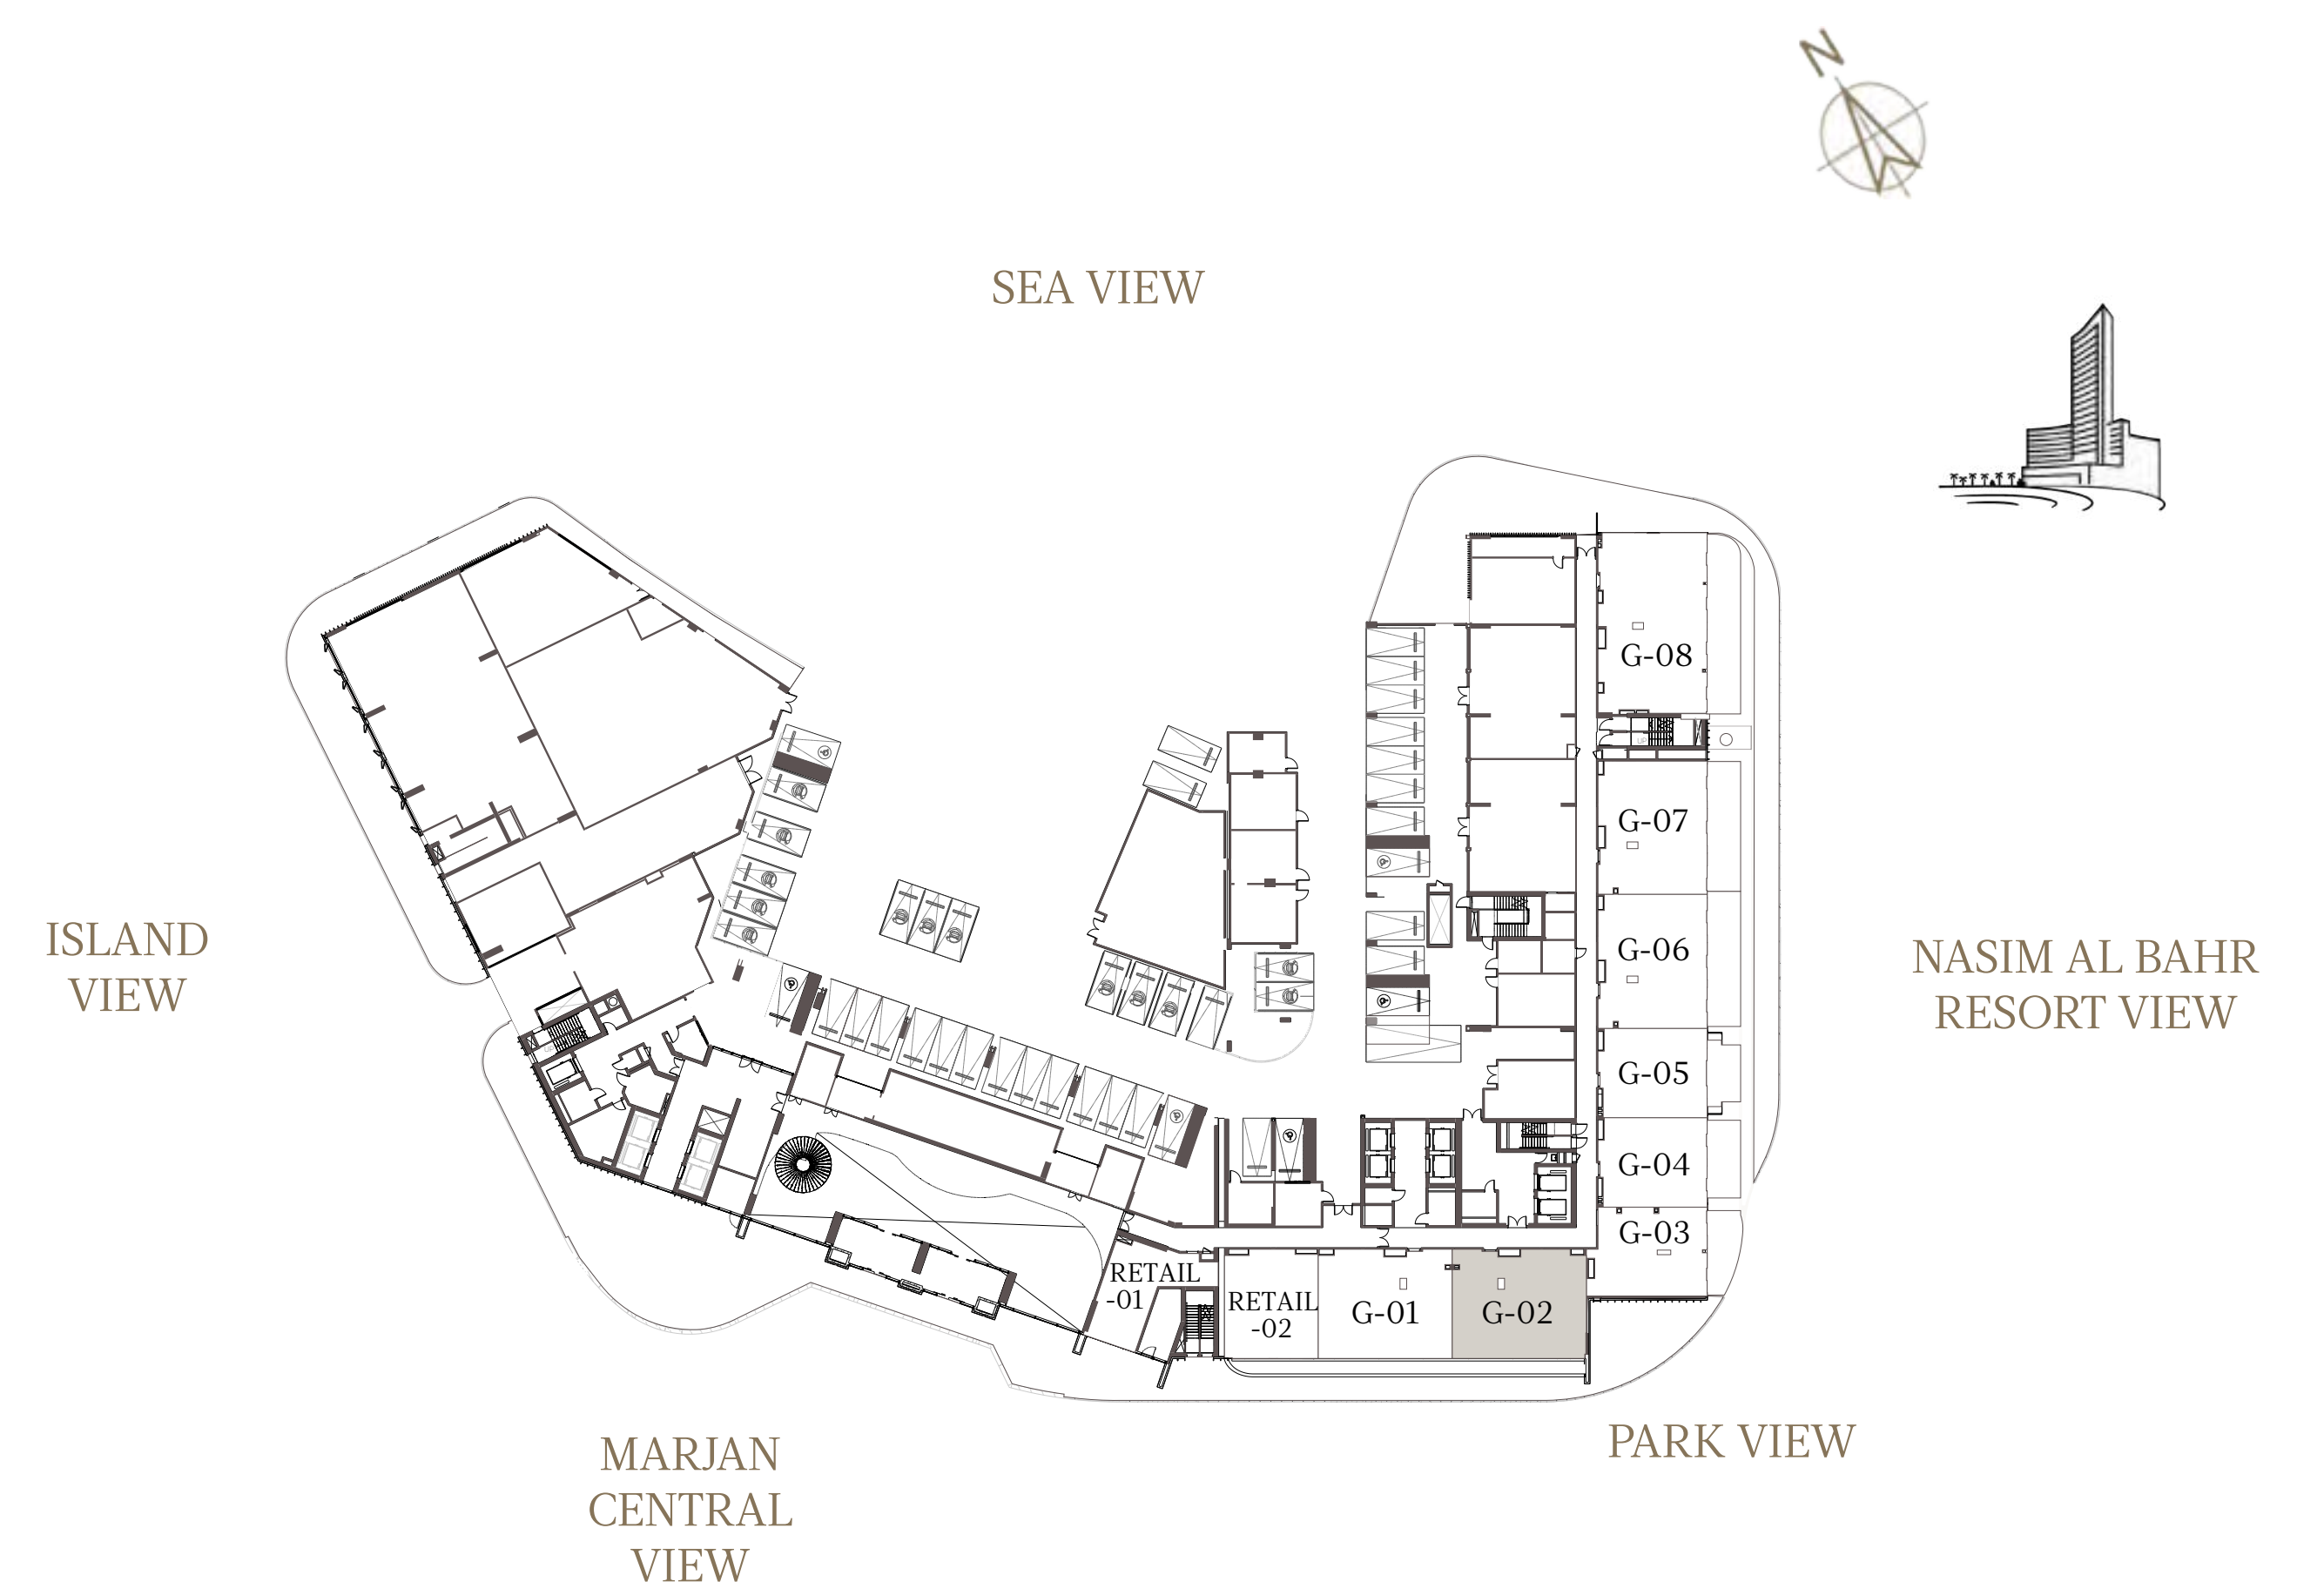 N
SEA VIEW
G-08
G-07
ISLAND
VIEW
G-06
NASIM AL BAHR
RESORT VIEW
G-05
G-04
G-03
RETAIL
-01
RETAIL
-02
G-01
G-02
PARK VIEW
MARJAN
CENTRAL
VIEW